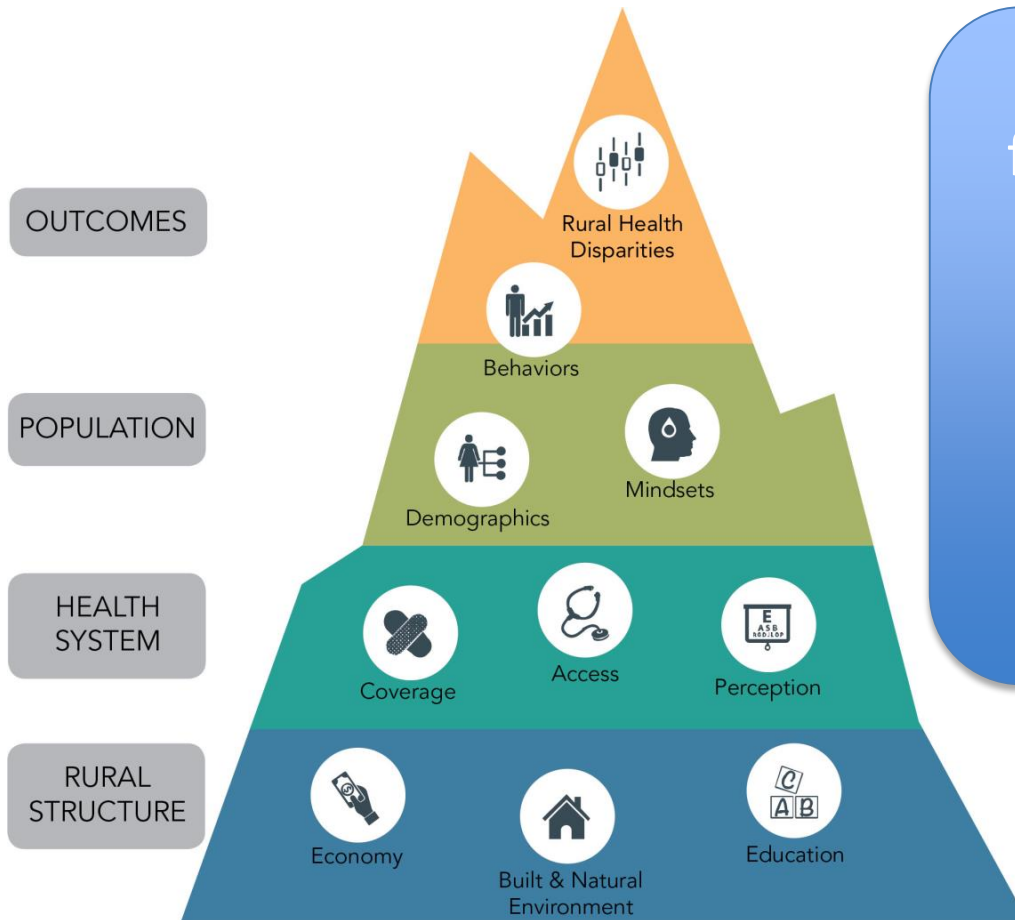 OUTCOMES
Rural Health
Disparities
Behaviors
POPULATION
Mindsets
Demographics
HEALTH
SYSTEM
Coverage
Access
Perception
E
ASB
RURAL
STRUCTURE
C
A B
Economy
Built & Natural
Environment
Education
f